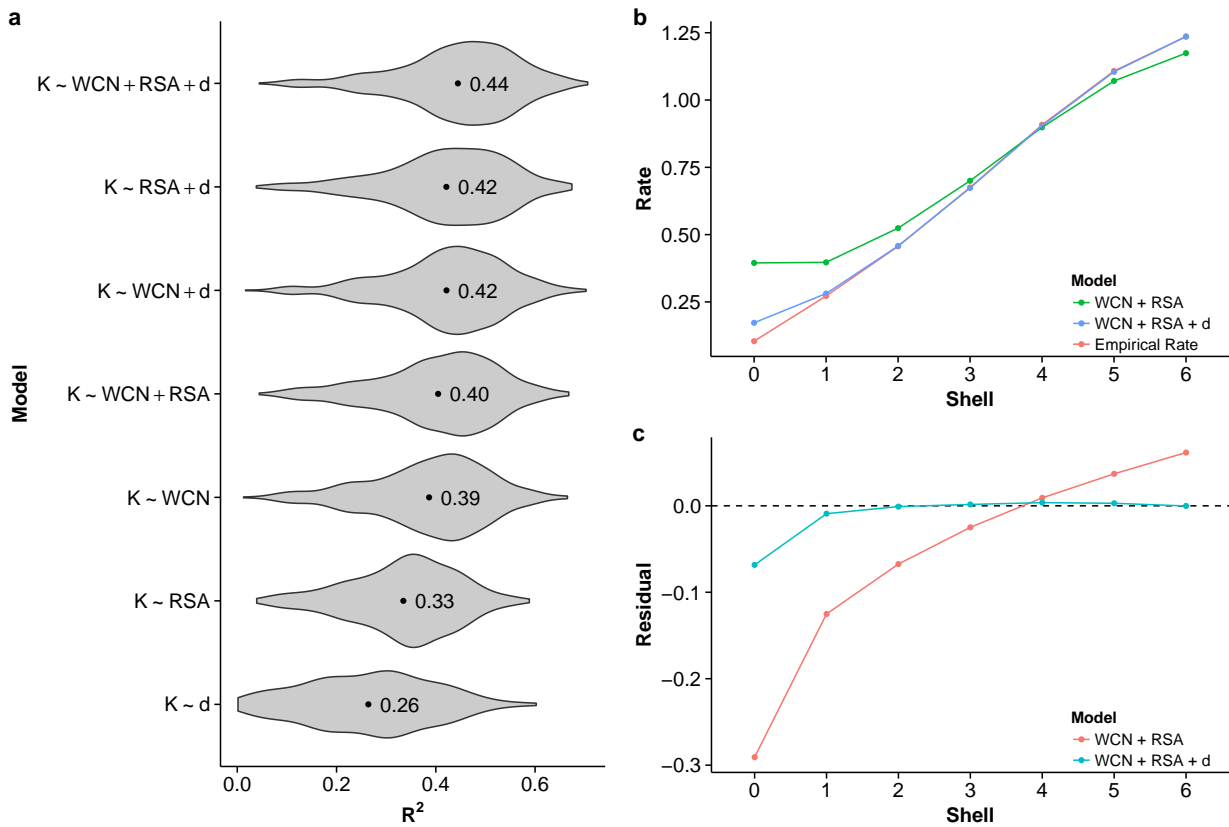 a
K ~ WCN + RSA + d
0.44
K ~ RSA + d
0.42
K ~ WCN + d
0.42
K ~ WCN + RSA
0.40
K ~ WCN
0.39
K ~ RSA
0.33
K ~ d
0.26
Model
0.0 0.2 0.4 0.6
R²
b
1.25
1.00
0.75
0.50
0.25
Rate
Model
WCN + RSA
WCN + RSA + d
Empirical Rate
0 1 2 3 4 5 6
Shell
c
0.0
−0.1
−0.2
−0.3
Residual
Model
WCN + RSA
WCN + RSA + d
0 1 2 3 4 5 6
Shell